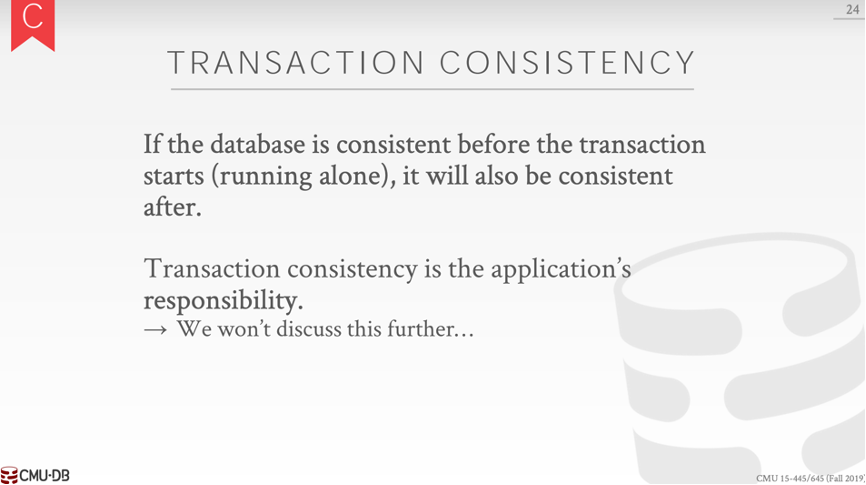 C
24
TRANSACTION CONSISTENCY
If the database is consistent before the transaction
starts (running alone), it will also be consistent
after.
Transaction consistency is the application’s
responsibility.
→ We won’t discuss this further…
CMU·DB
CMU 15-445/645 (Fall 2019)